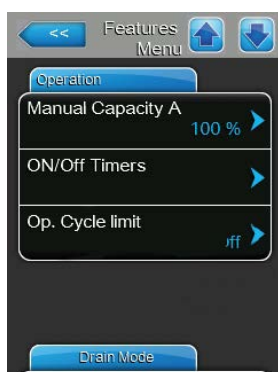 <<
Features
Menu
Operation
Manual Capacity A
100 %
ON/Off Timers
Op. Cycle limit
Drain Mode